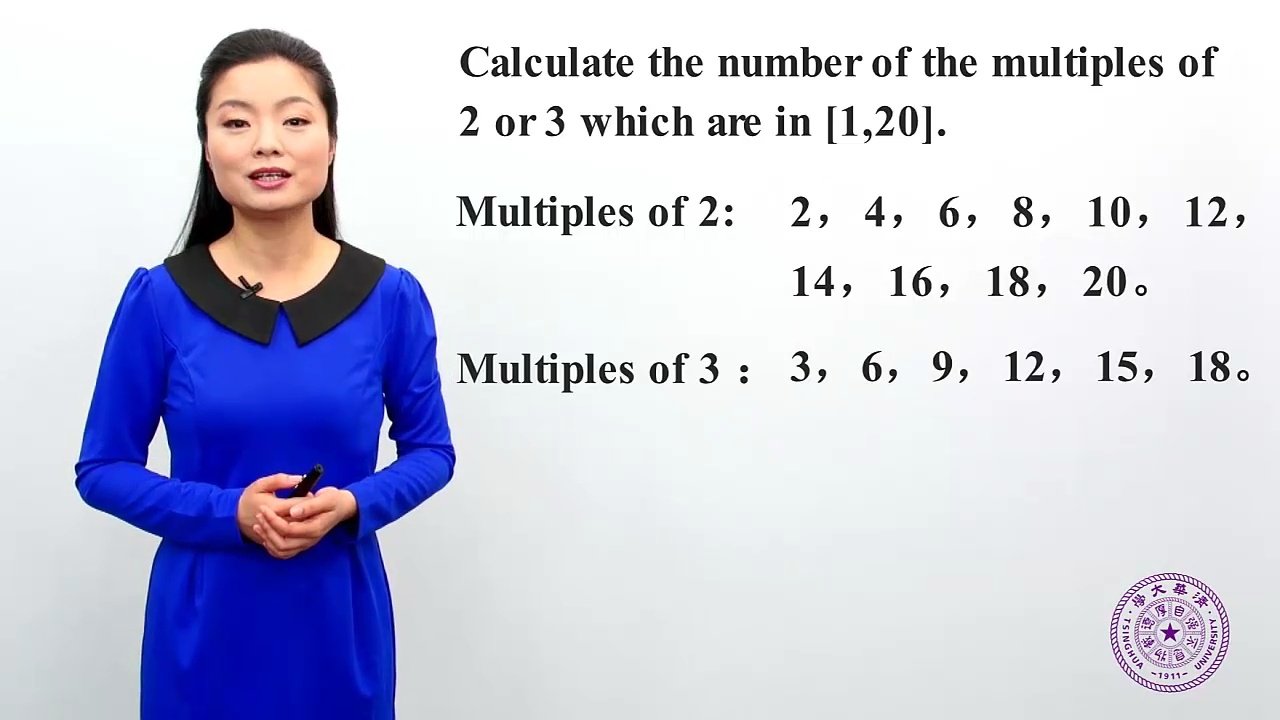 Calculate the number of the multiples of
2 or 3 which are in [1,20].
Multiples of 2: 2， 4， 6， 8， 10， 12，
14， 16， 18， 20。
Multiples of 3： 3， 6， 9， 12， 15， 18。
學大華清
TSINGHUA UNIVERSITY
–1911–